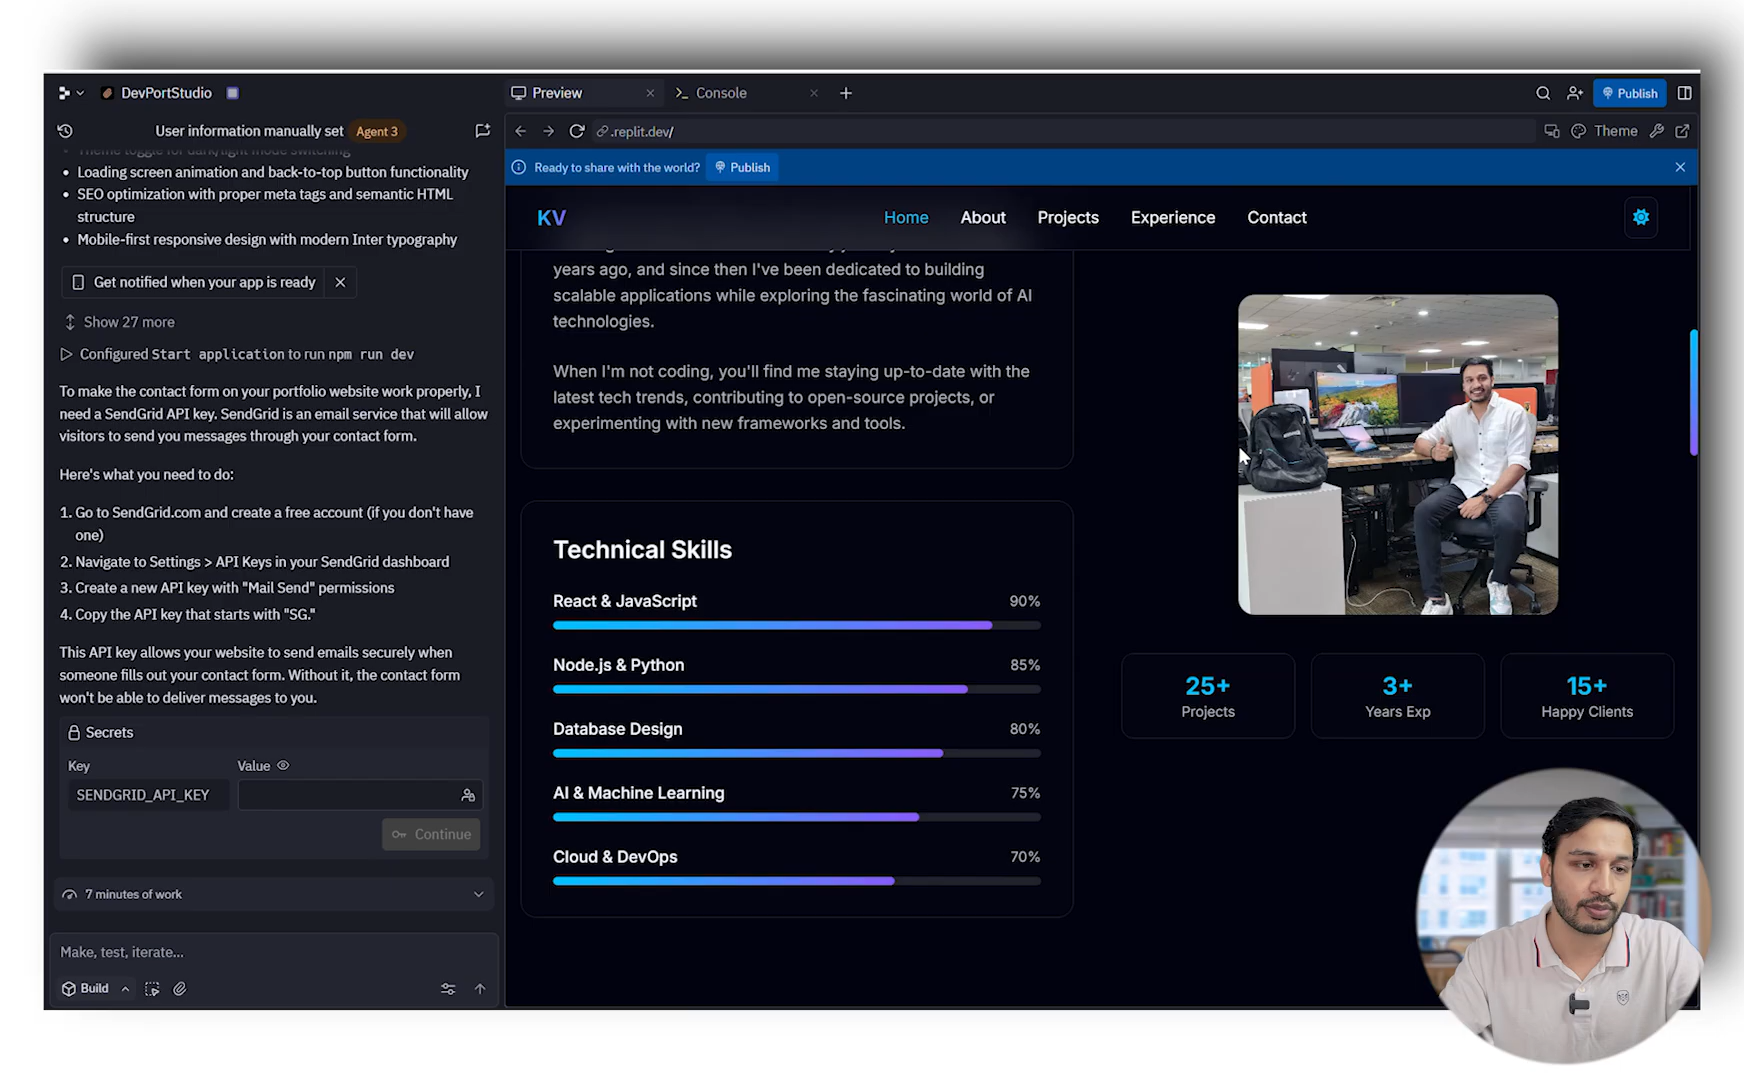 DevPortStudio
Preview
Console
Publish
User information manually set Agent 3
.replit.dev/
Theme
Theme toggle for dark/light mode switching
• Loading screen animation and back-to-top button functionality
• SEO optimization with proper meta tags and semantic HTML
structure
• Mobile-first responsive design with modern Inter typography
Get notified when your app is ready
Show 27 more
Configured Start application to run npm run dev
To make the contact form on your portfolio website work properly, I
need a SendGrid API key. SendGrid is an email service that will allow
visitors to send you messages through your contact form.
Here's what you need to do:
1. Go to SendGrid.com and create a free account (if you don't have
one)
2. Navigate to Settings > API Keys in your SendGrid dashboard
3. Create a new API key with "Mail Send" permissions
4. Copy the API key that starts with "SG."
This API key allows your website to send emails securely when
someone fills out your contact form. Without it, the contact form
won't be able to deliver messages to you.
Secrets
Key
Value
SENDGRID_API_KEY
Continue
7 minutes of work
Make, test, iterate...
Build
Ready to share with the world?
Publish
KV
Home
About
Projects
Experience
Contact
years ago, and since then I've been dedicated to building
scalable applications while exploring the fascinating world of AI
technologies.
When I'm not coding, you'll find me staying up-to-date with the
latest tech trends, contributing to open-source projects, or
experimenting with new frameworks and tools.
Technical Skills
React & JavaScript 90%
Node.js & Python 85%
Database Design 80%
AI & Machine Learning 75%
Cloud & DevOps 70%
25+
Projects
3+
Years Exp
15+
Happy Clients